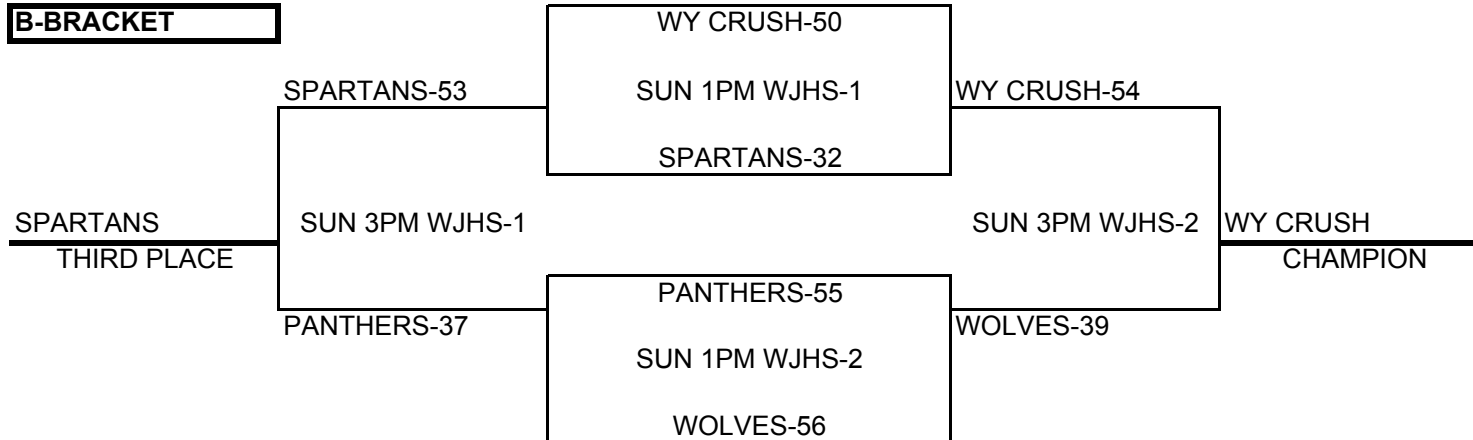 B-BRACKET
WY CRUSH-50
SPARTANS-53
SUN 1PM WJHS-1
WY CRUSH-54
SPARTANS-32
SPARTANS
SUN 3PM WJHS-1
SUN 3PM WJHS-2
WY CRUSH
THIRD PLACE
CHAMPION
PANTHERS-55
PANTHERS-37
WOLVES-39
SUN 1PM WJHS-2
WOLVES-56